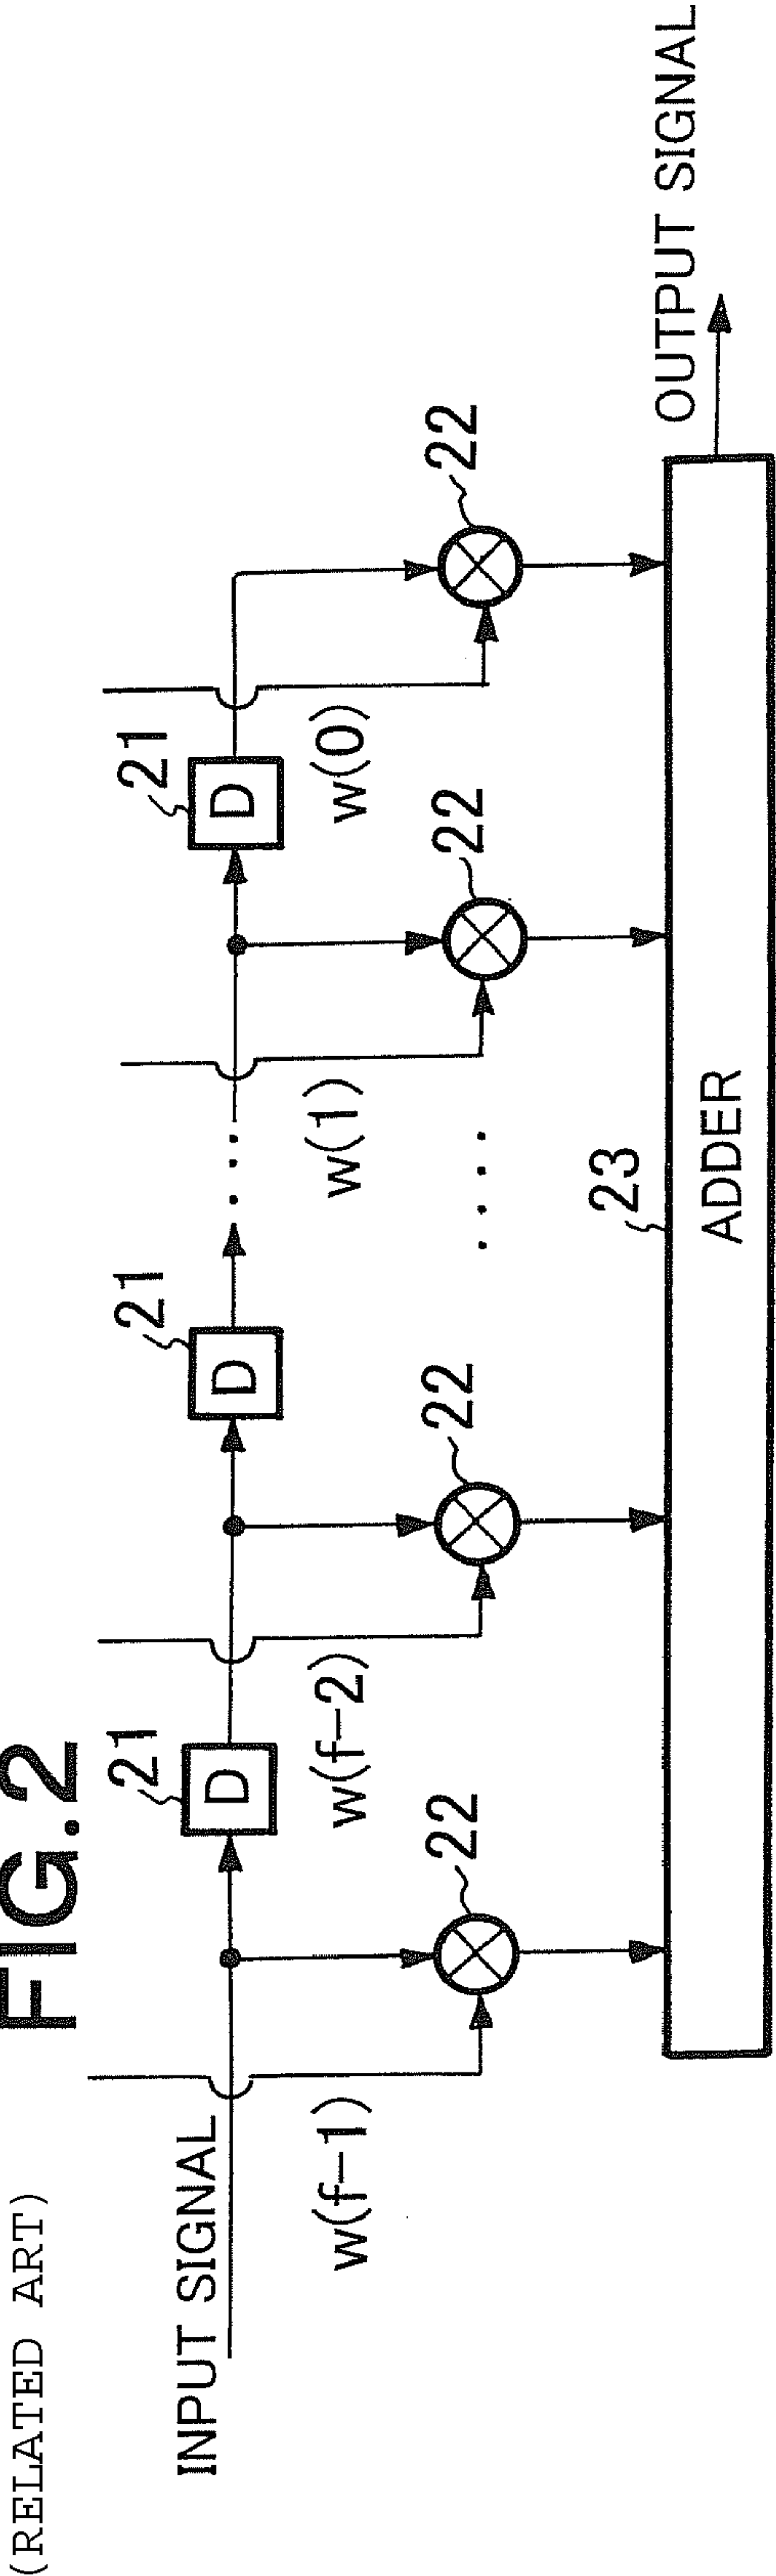 (RELATED ART)
FIG.2
INPUT SIGNAL
21
D
21
D
...
21
D
w(f−1)
w(f−2)
w(1)
w(0)
22
22
....
22
22
23
ADDER
OUTPUT SIGNAL